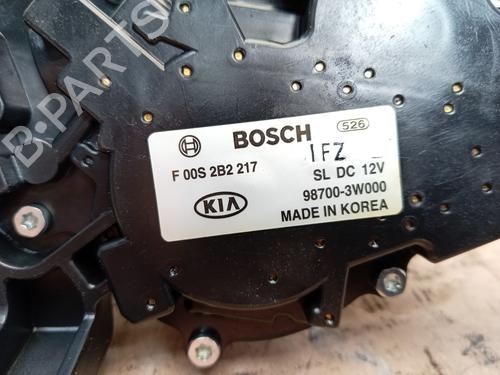 B-PARTS
BOSCH 526
F 00S 2B2 217 IFZ
SL DC 12V
KIA 98700-3W000
MADE IN KOREA